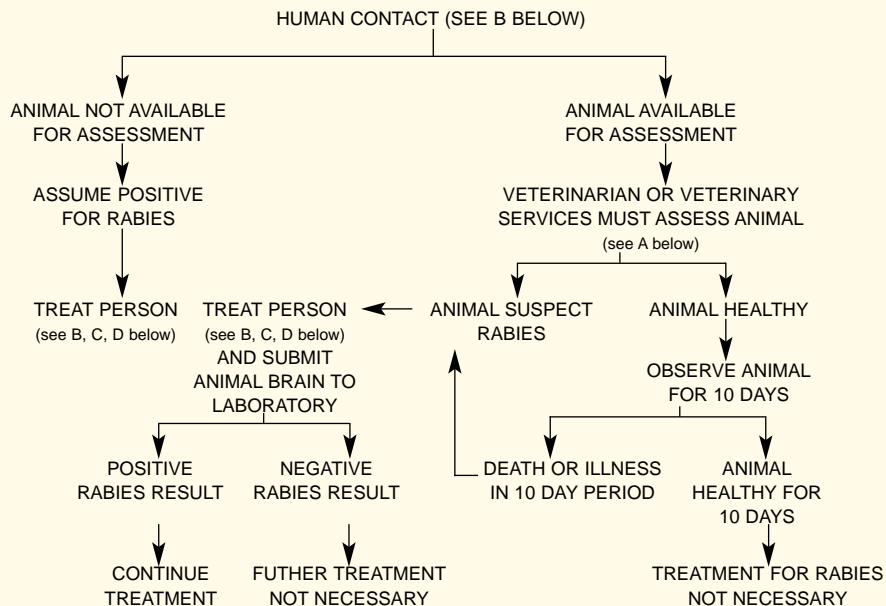 HUMAN CONTACT (SEE B BELOW)
ANIMAL NOT AVAILABLE
FOR ASSESSMENT
ANIMAL AVAILABLE
FOR ASSESSMENT
ASSUME POSITIVE
FOR RABIES
VETERINARIAN OR VETERINARY
SERVICES MUST ASSESS ANIMAL
(see A below)
TREAT PERSON
(see B, C, D below)
TREAT PERSON
(see B, C, D below)
AND SUBMIT
ANIMAL BRAIN TO
LABORATORY
ANIMAL SUSPECT
RABIES
ANIMAL HEALTHY
OBSERVE ANIMAL
FOR 10 DAYS
POSITIVE
RABIES RESULT
NEGATIVE
RABIES RESULT
DEATH OR ILLNESS
IN 10 DAY PERIOD
ANIMAL
HEALTHY FOR
10 DAYS
CONTINUE
TREATMENT
FUTHER TREATMENT
NOT NECESSARY
TREATMENT FOR RABIES
NOT NECESSARY